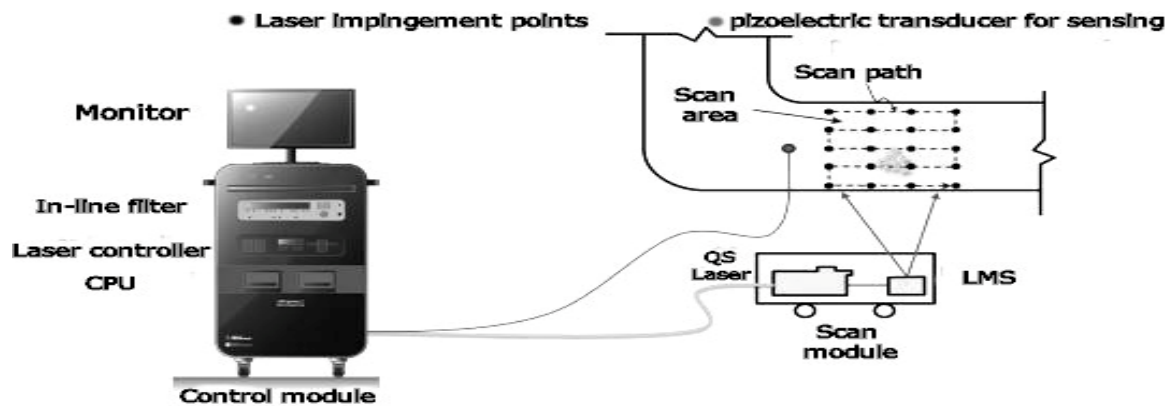 Laser impingement points
pizoelectric transducer for sensing
Scan path
Scan
area
Monitor
In-line filter
Laser controller
CPU
QS
Laser
LMS
Scan
module
Control module